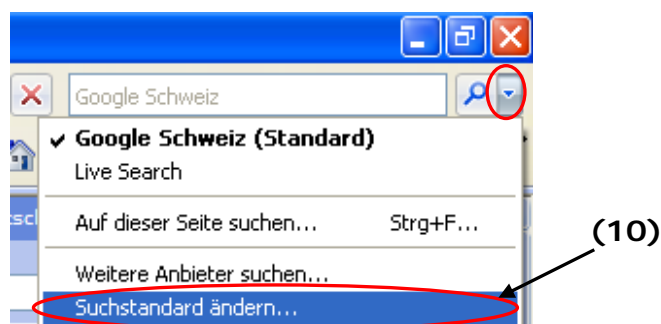 Google Schweiz
Google Schweiz (Standard)
Live Search
Auf dieser Seite suchen... Strg+F...
(10)
Weitere Anbieter suchen...
Suchstandard ändern...